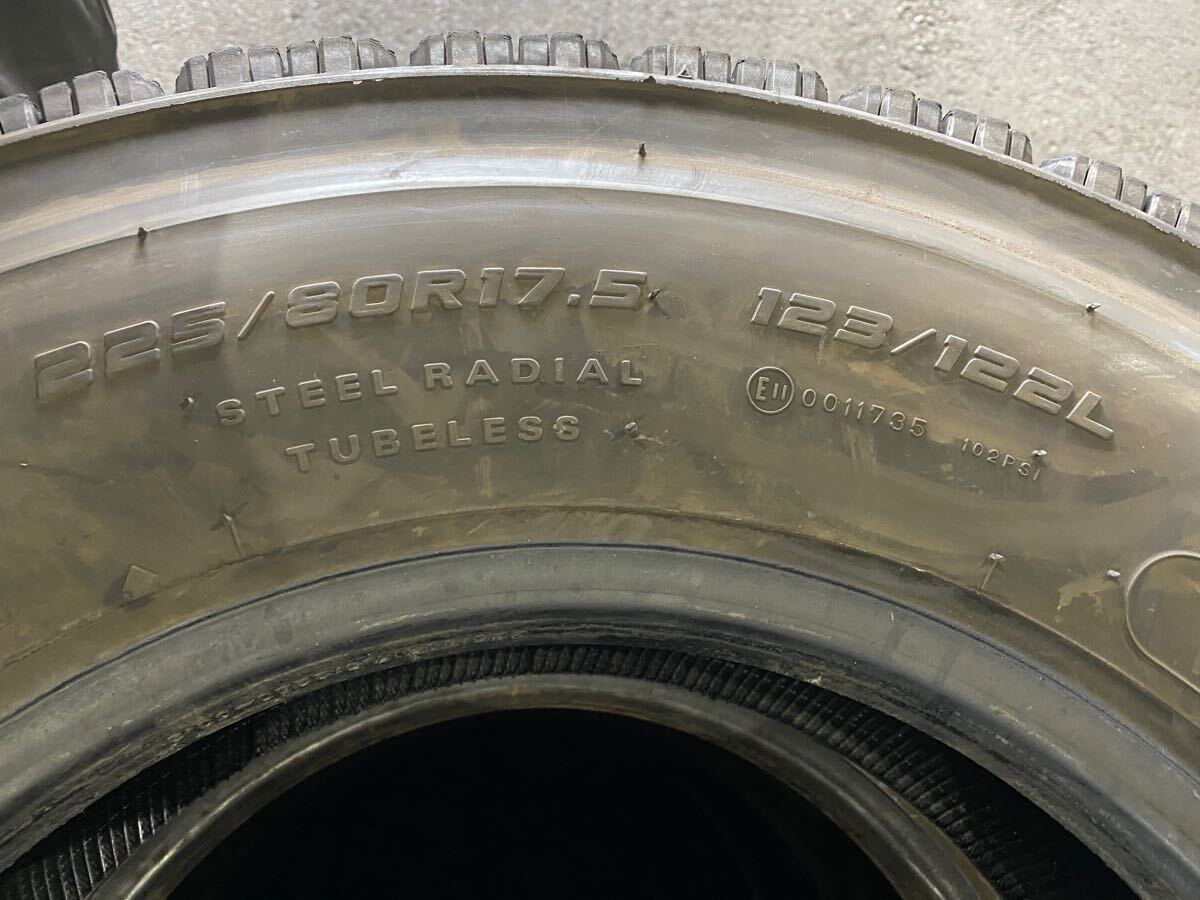 225/80R17.5 123/122L
STEEL RADIAL
TUBELESS
E11 0011735 102PSI